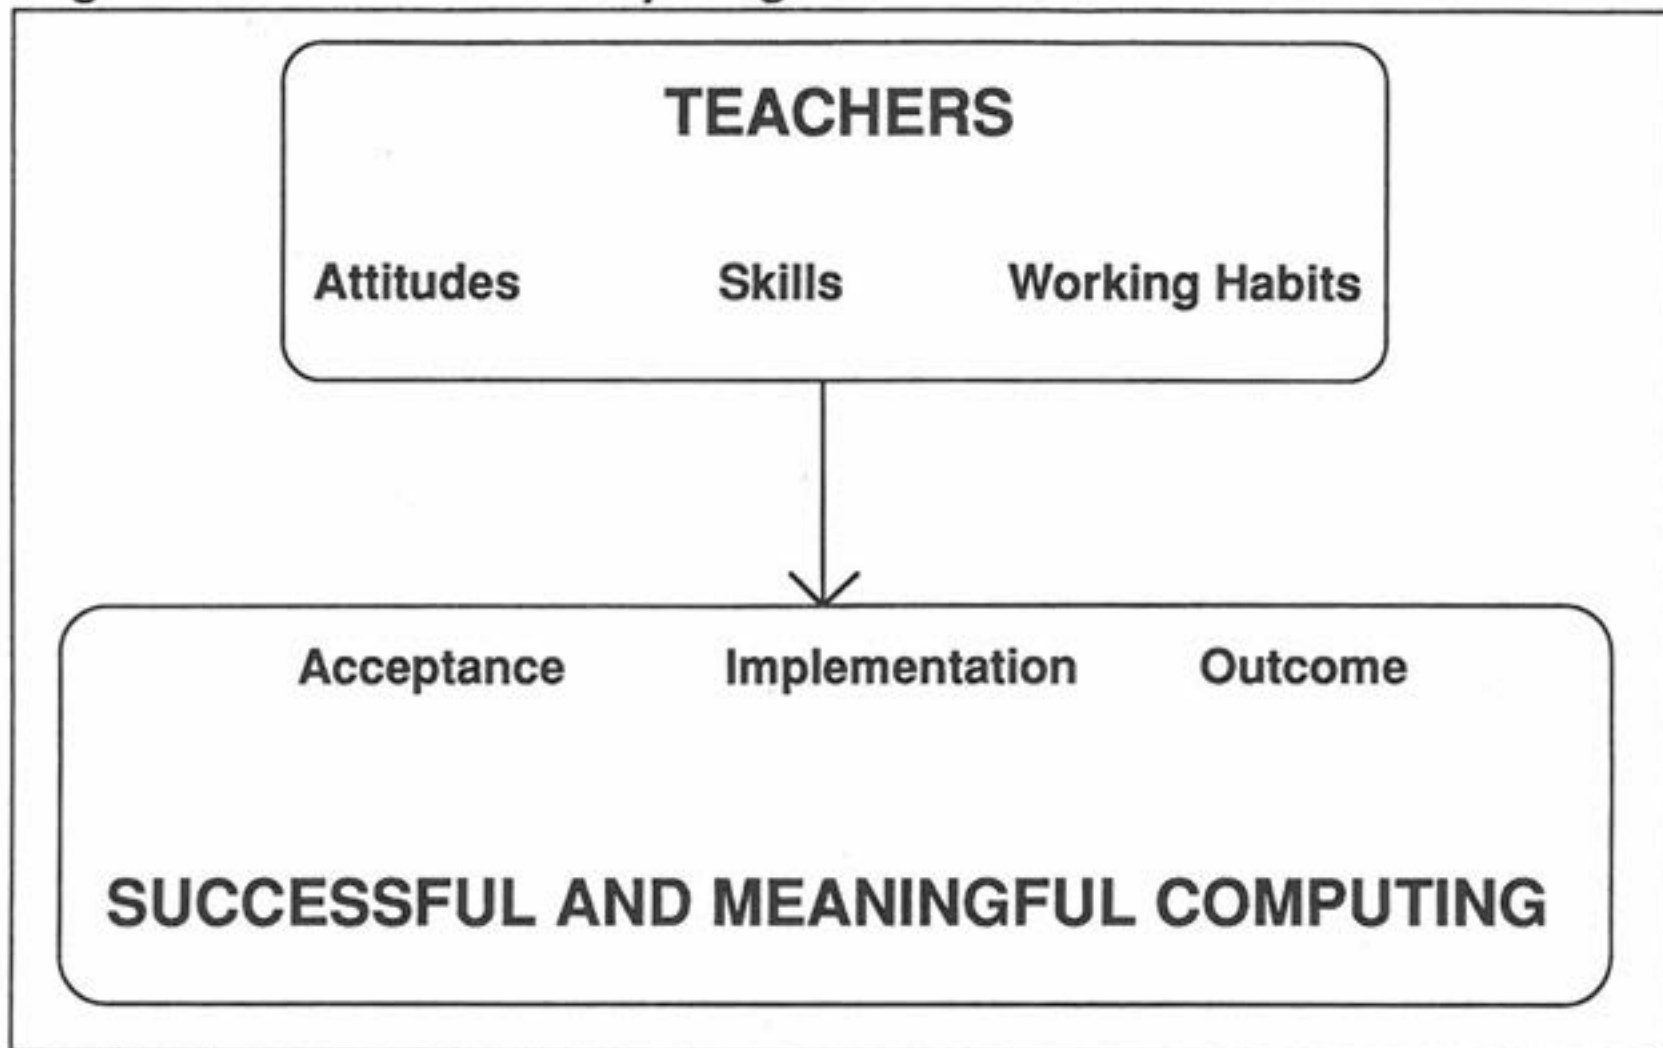 TEACHERS
Attitudes Skills Working Habits
Acceptance Implementation Outcome
SUCCESSFUL AND MEANINGFUL COMPUTING